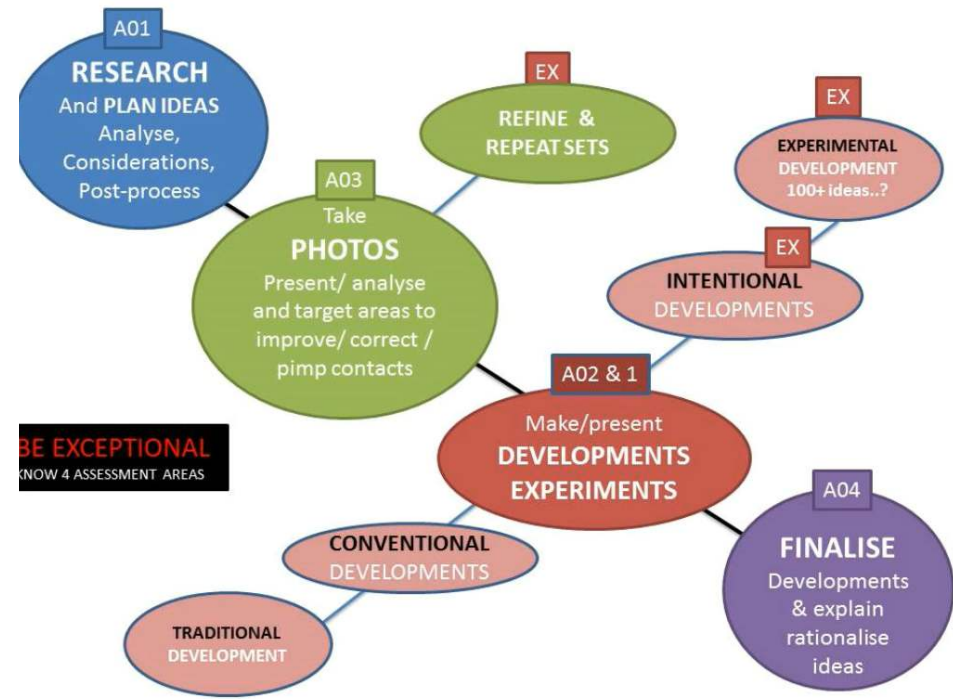 A01
RESEARCH
And PLAN IDEAS
Analyse,
Considerations,
Post-process
EX
REFINE &
REPEAT SETS
EX
EXPERIMENTAL
DEVELOPMENT
100+ ideas..?
A03
Take
PHOTOS
Present/ analyse
and target areas to
improve/ correct /
pimp contacts
EX
INTENTIONAL
DEVELOPMENTS
A02 & 1
Make/present
DEVELOPMENTS
EXPERIMENTS
BE EXCEPTIONAL
KNOW 4 ASSESSMENT AREAS
A04
FINALISE
Developments
& explain
rationalise
ideas
CONVENTIONAL
DEVELOPMENTS
TRADITIONAL
DEVELOPMENT